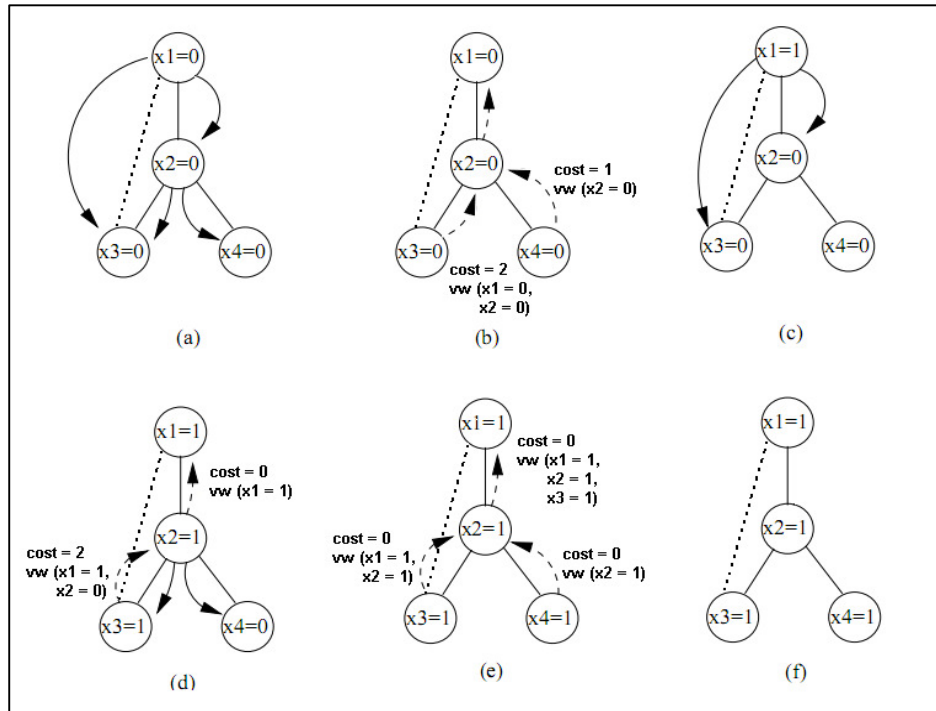 x1=0
x2=0
x3=0
x4=0
(a)
x1=0
x2=0
cost = 1
vw (x2 = 0)
x3=0
x4=0
cost = 2
vw (x1 = 0,
x2 = 0)
(b)
x1=1
x2=0
x3=0
x4=0
(c)
x1=1
cost = 0
vw (x1 = 1)
x2=1
cost = 2
vw (x1 = 1,
x2 = 0)
x3=1
x4=0
(d)
x1=1
cost = 0
vw (x1 = 1,
x2 = 1,
x3 = 1)
x2=1
cost = 0
vw (x1 = 1,
x2 = 1)
cost = 0
vw (x2 = 1)
x3=1
x4=1
(e)
x1=1
x2=1
x3=1
x4=1
(f)